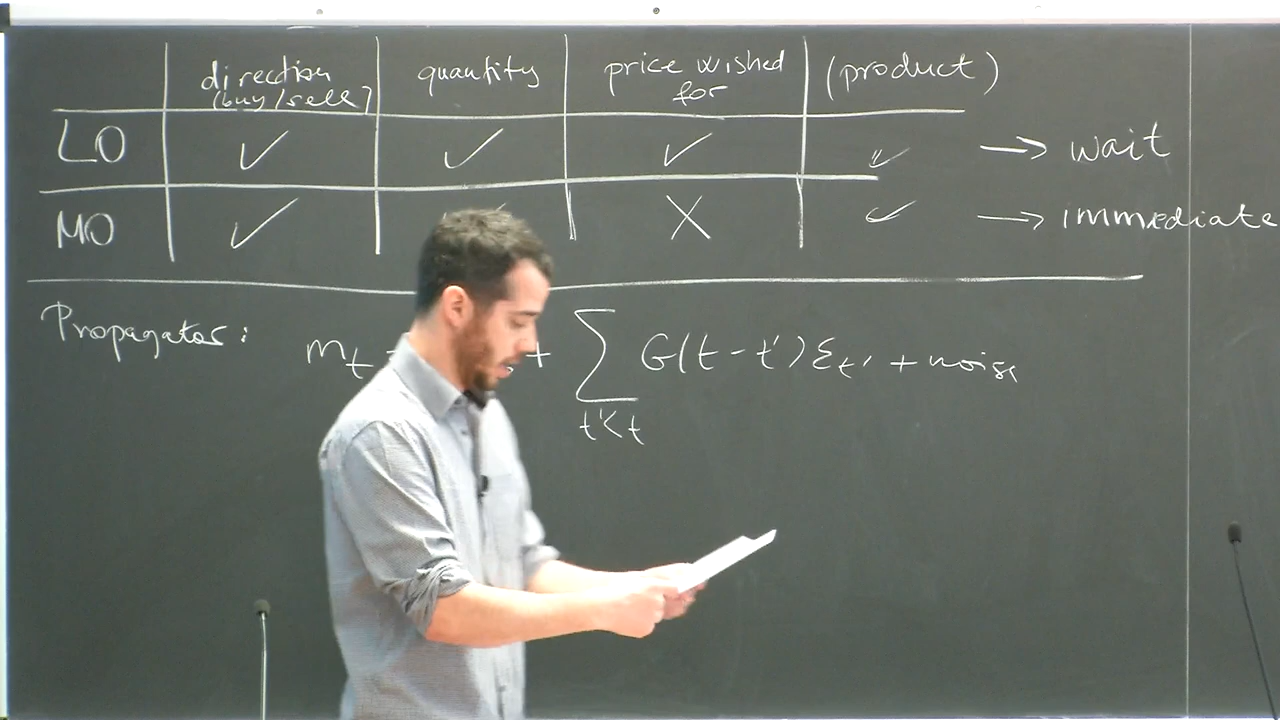 direction quantity price wished (product)
(buy/sell) for
LO ✓ ✓ ✓ ✓ → wait
MO ✓ X ✓ → immediate
Propagator: m_t + ∑ G(t-t')ε_t' + noise
t'<t